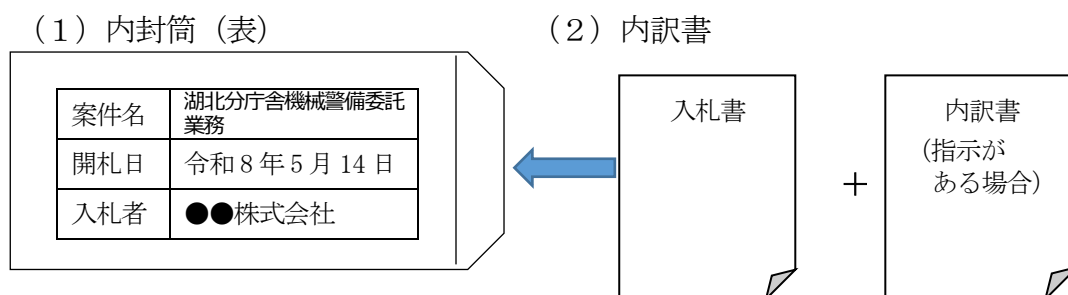 （１）内封筒（表）
（２）内訳書
案件名
湖北分庁舎機械警備委託
業務
開札日
令和８年５月 14 日
入札者
●●株式会社
入札書
＋
内訳書
(指示が
ある場合)